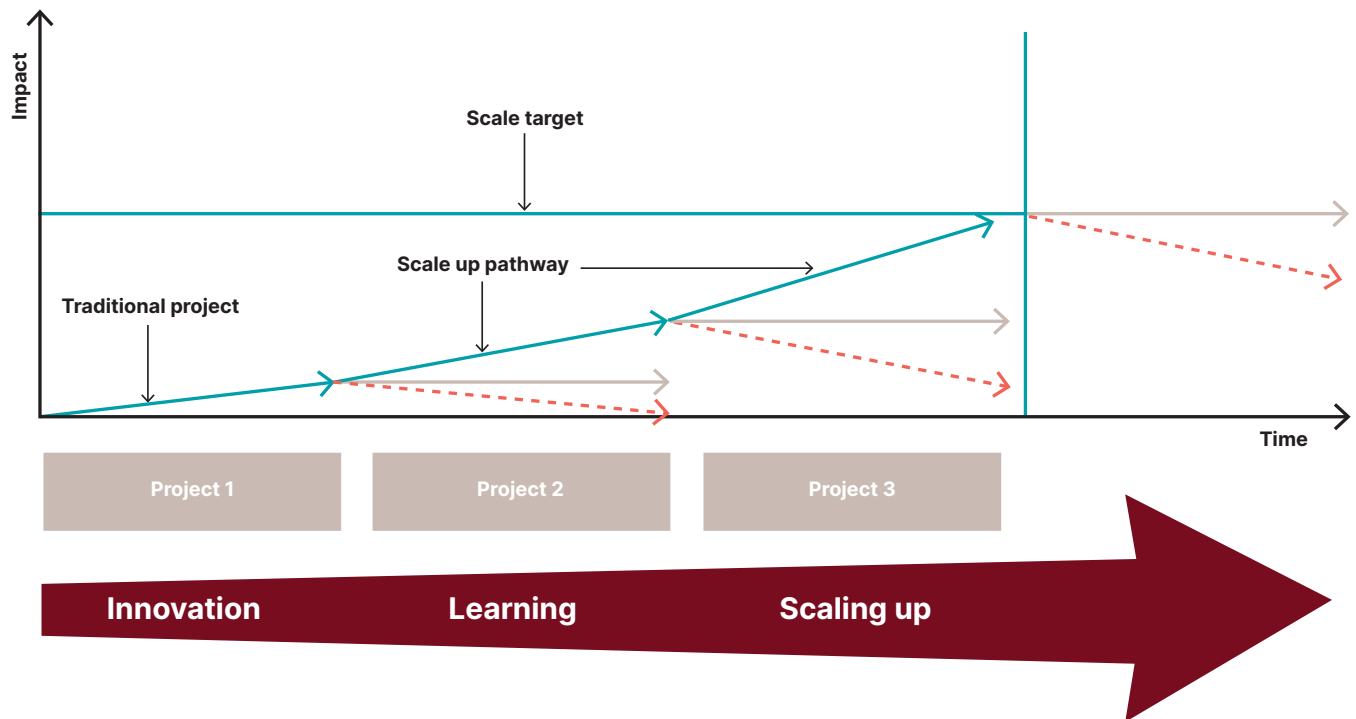 Impact
Scale target
Scale up pathway
Traditional project
Time
Project 1
Project 2
Project 3
Innovation
Learning
Scaling up